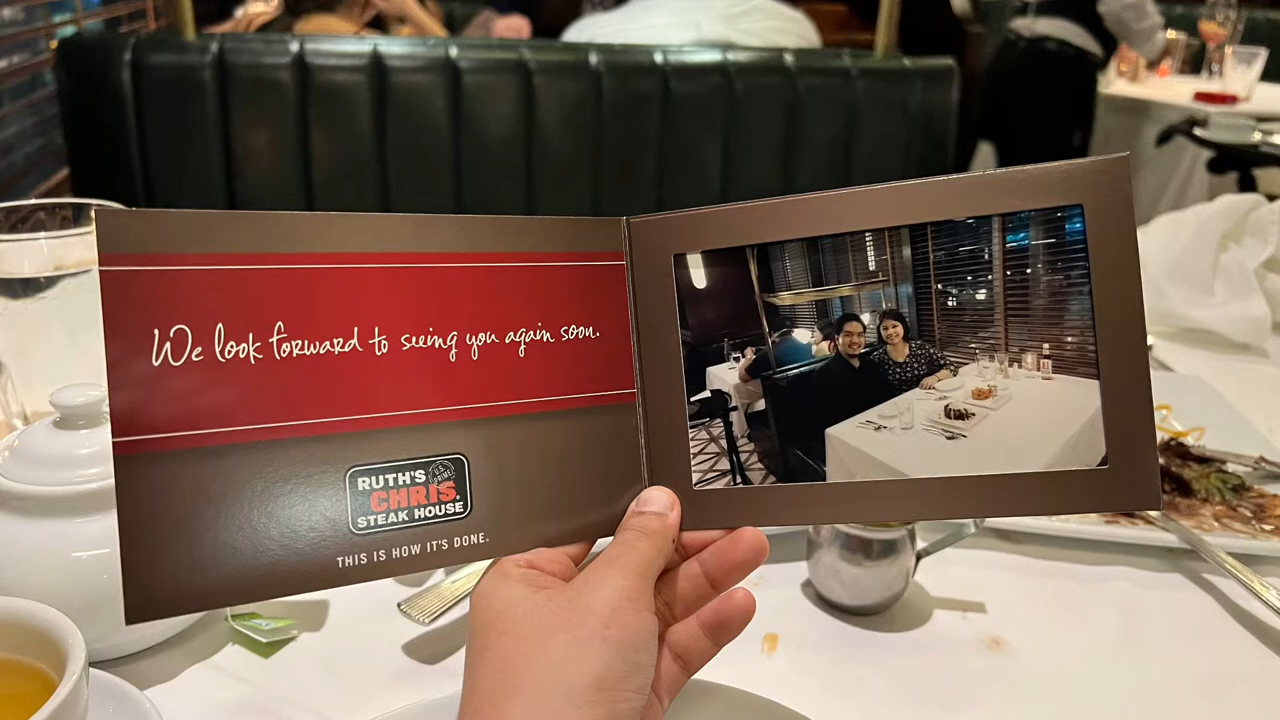 We look forward to seeing you again soon.
RUTH'S
U.S. PRIME
CHRIS.
STEAK HOUSE
THIS IS HOW IT'S DONE.